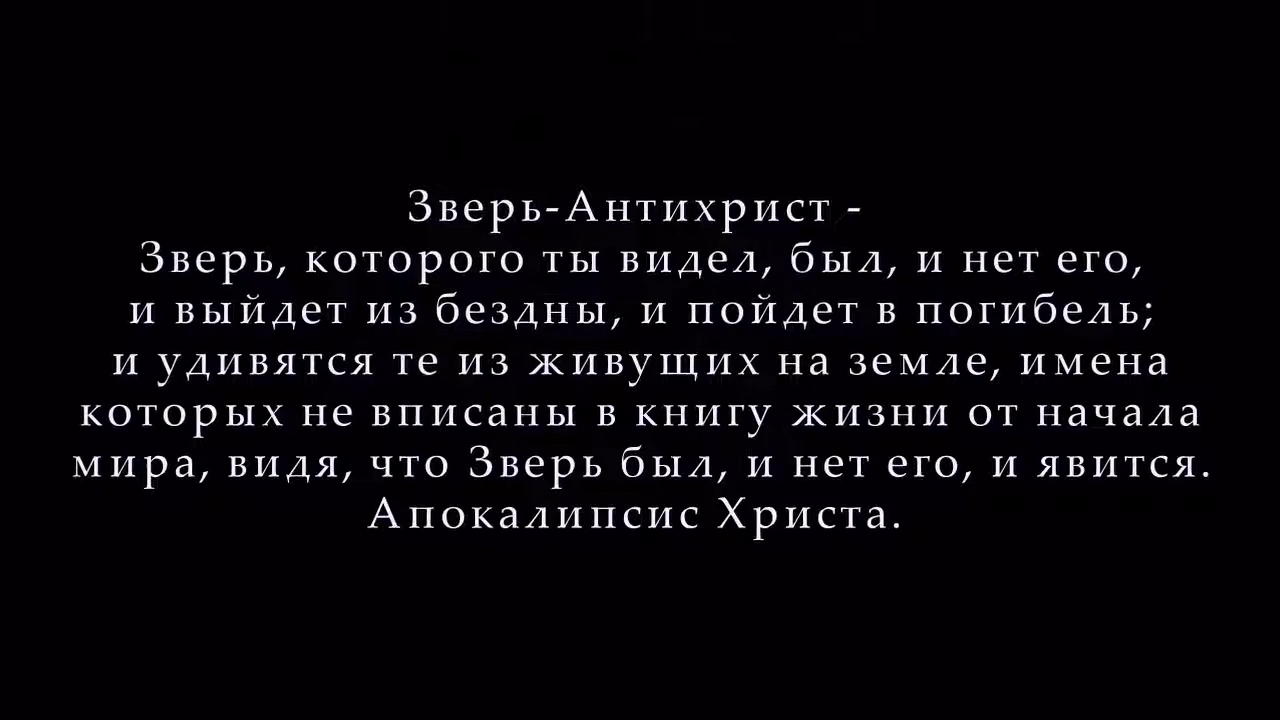 Зверь-Антихрист -
Зверь, которого ты видел, был, и нет его,
и выйдет из бездны, и пойдет в погибель;
и удивятся те из живущих на земле, имена
которых не вписаны в книгу жизни от начала
мира, видя, что Зверь был, и нет его, и явится.
Апокалипсис Христа.